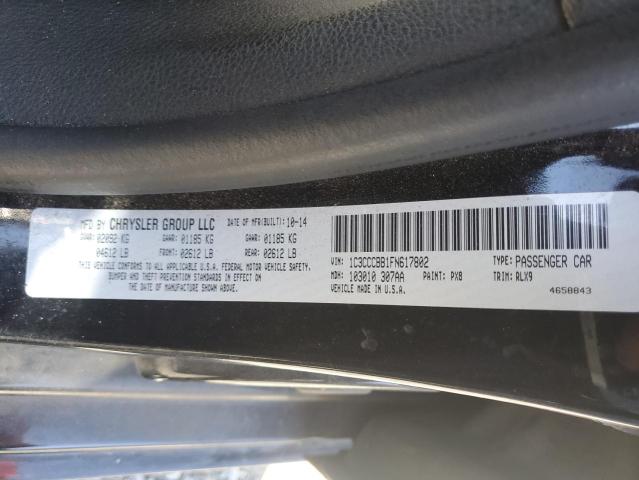 MFD BY CHRYSLER GROUP LLC DATE OF MFR(BUILT): 10-14
GVWR: 02092 KG GAWR: 01185 KG GAWR: 01185 KG
04612 LB FRONT: 02612 LB REAR: 02612 LB
THIS VEHICLE CONFORMS TO ALL APPLICABLE U.S.A. FEDERAL MOTOR VEHICLE SAFETY,
BUMPER AND THEFT PREVENTION STANDARDS IN EFFECT ON
THE DATE OF MANUFACTURE SHOWN ABOVE.
VIN: 1C3CCCBB1FN617802 TYPE: PASSENGER CAR
MDH: 103010 307AA PAINT: PX8 TRIM: RLX9
VEHICLE MADE IN U.S.A. 4658843